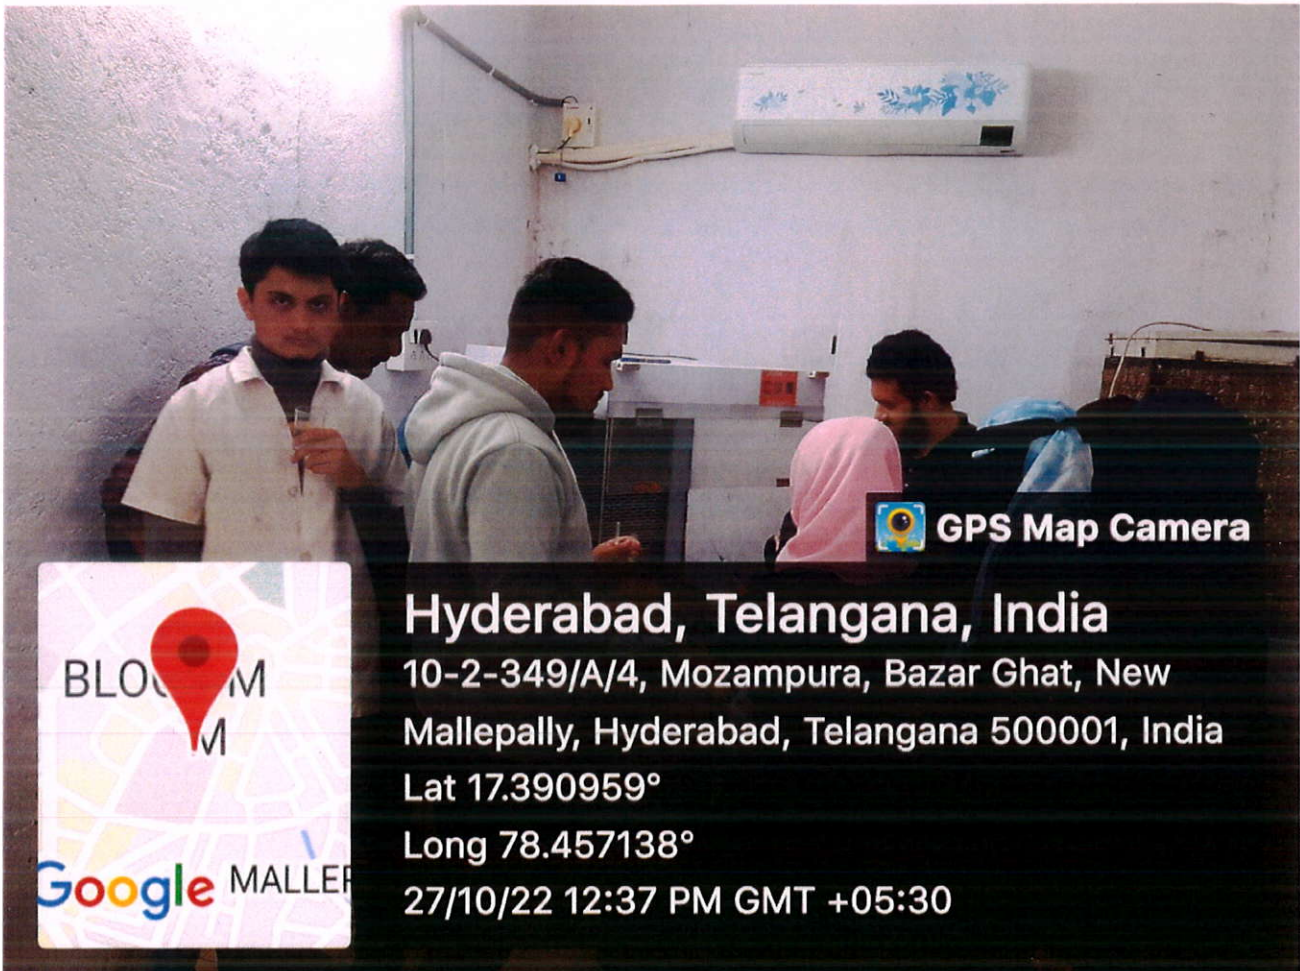 GPS Map Camera
Hyderabad, Telangana, India
10-2-349/A/4, Mozampura, Bazar Ghat, New
Mallepally, Hyderabad, Telangana 500001, India
Lat 17.390959°
Long 78.457138°
27/10/22 12:37 PM GMT +05:30
M
Google